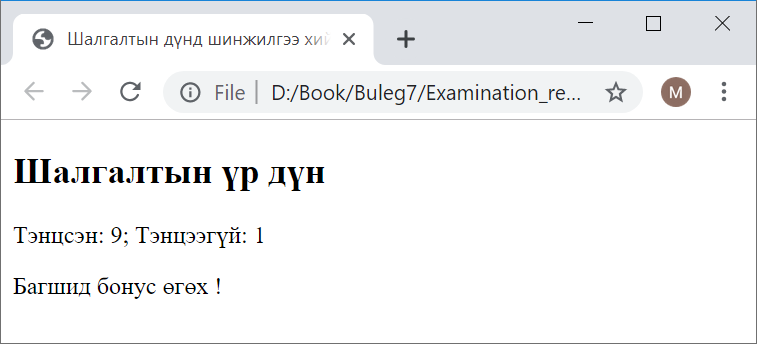 Шалгалтын дүнд шинжилгээ хий
File | D:/Book/Buleg7/Examination_re...
M
Шалгалтын үр дүн
Тэнцсэн: 9; Тэнцээгүй: 1
Багшид бонус өгөх !